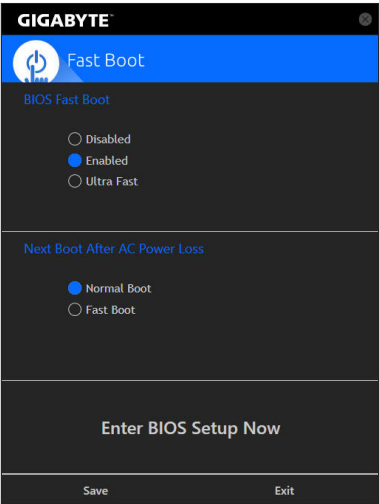 GIGABYTE™
Fast Boot
BIOS Fast Boot
Disabled
Enabled
Ultra Fast
Next Boot After AC Power Loss
Normal Boot
Fast Boot
Enter BIOS Setup Now
Save Exit